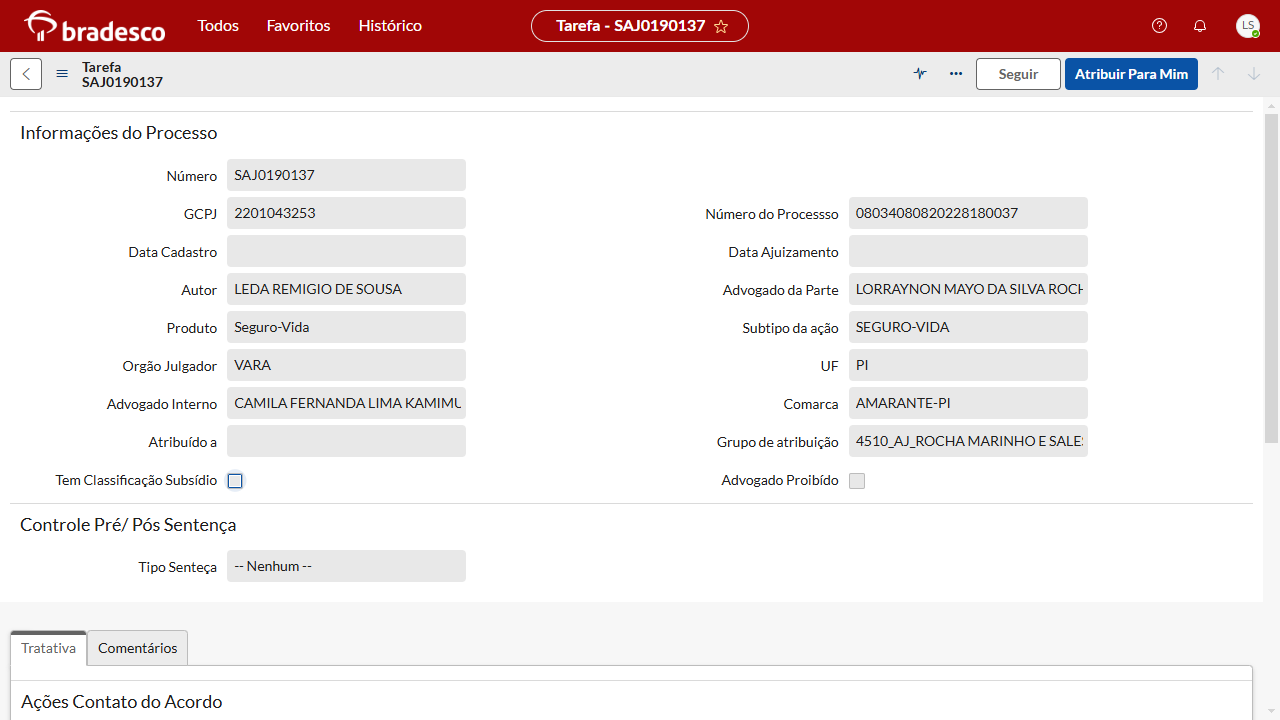 bradesco
Todos
Favoritos
Histórico
Tarefa - SAJ0190137
LS
Tarefa
SAJ0190137
Seguir
Atribuir Para Mim
Informações do Processo
Número
SAJ0190137
GCPJ
2201043253
Número do Processso
08034080820228180037
Data Cadastro
Data Ajuizamento
Autor
LEDA REMIGIO DE SOUSA
Advogado da Parte
LORRAYNON MAYO DA SILVA ROCH
Produto
Seguro-Vida
Subtipo da ação
SEGURO-VIDA
Orgão Julgador
VARA
UF
PI
Advogado Interno
CAMILA FERNANDA LIMA KAMIMU
Comarca
AMARANTE-PI
Atribuído a
Grupo de atribuição
4510_AJ_ROCHA MARINHO E SALES
Tem Classificação Subsídio
Advogado Proibído
Controle Pré/ Pós Sentença
Tipo Senteça
-- Nenhum --
Tratativa
Comentários
Ações Contato do Acordo